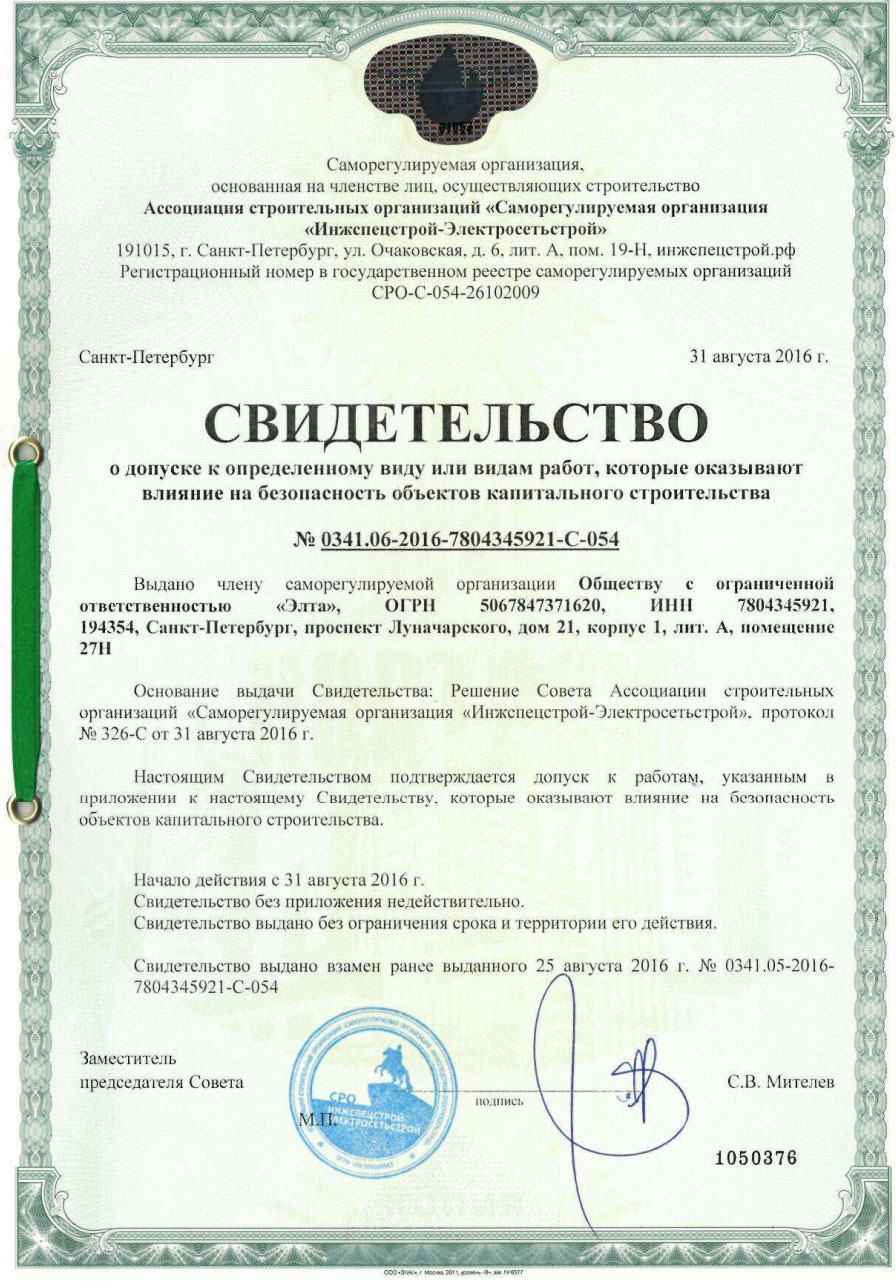 Саморегулируемая организация,
основанная на членстве лиц, осуществляющих строительство
Ассоциация строительных организаций «Саморегулируемая организация
«Инжспецстрой-Электросетьстрой»
191015, г. Санкт-Петербург, ул. Очаковская, д. 6, лит. А, пом. 19-Н, инжспецстрой.рф
Регистрационный номер в государственном реестре саморегулируемых организаций
СРО-С-054-26102009
Санкт-Петербург 31 августа 2016 г.
СВИДЕТЕЛЬСТВО
о допуске к определенному виду или видам работ, которые оказывают
влияние на безопасность объектов капитального строительства
№ 0341.06-2016-7804345921-С-054
Выдано члену саморегулируемой организации Обществу с ограниченной
ответственностью «Элта», ОГРН 5067847371620, ИНН 7804345921,
194354, Санкт-Петербург, проспект Луначарского, дом 21, корпус 1, лит. А, помещение
27Н
Основание выдачи Свидетельства: Решение Совета Ассоциации строительных
организаций «Саморегулируемая организация «Инжспецстрой-Электросетьстрой», протокол
№ 326-С от 31 августа 2016 г.
Настоящим Свидетельством подтверждается допуск к работам, указанным в
приложении к настоящему Свидетельству, которые оказывают влияние на безопасность
объектов капитального строительства.
Начало действия с 31 августа 2016 г.
Свидетельство без приложения недействительно.
Свидетельство выдано без ограничения срока и территории его действия.
Свидетельство выдано взамен ранее выданного 25 августа 2016 г. № 0341.05-2016-
7804345921-С-054
Заместитель
председателя Совета С.В. Мителев
подпись
М.П.
СРО
ИНЖСПЕЦСТРОЙ-
ЭЛЕКТРОСЕТЬСТРОЙ
1050376
ООО «ЗНАК», г. Москва, 2011, уровень «В», зак. № 6577